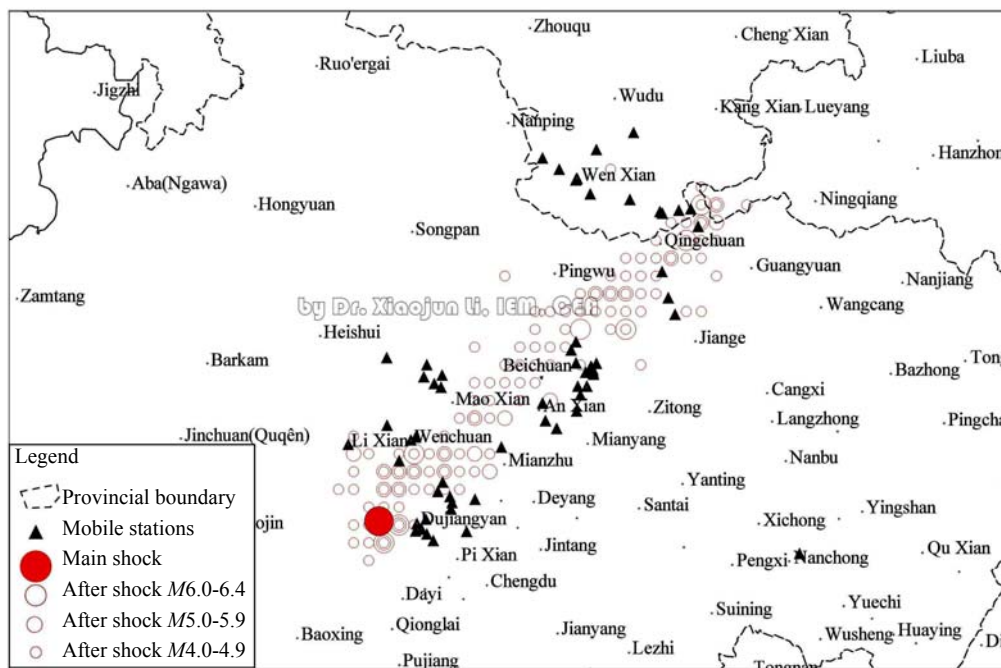 Zhouqu
Cheng Xian
Liuba
Ruo'ergai
Jigzhi
Wudu
Kang Xian
Lueyang
Nanping
Hanzhon
Aba(Ngawa)
Wen Xian
Ningqiang
Hongyuan
Songpan
Qingchuan
Pingwu
Guangyuan
Nanjiang
Zamtang
by Dr. Xiaojun Li, IEM, CEA
Wangcang
Heishui
Jiange
Barkam
Beichuan
Bazhong
Tong
Mao Xian
An Xian
Zitong
Cangxi
Langzhong
Pingcha
Jinchuan(Quqên)
Li Xian
Wenchuan
Mianyang
Mianzhu
Nanbu
Yanting
Deyang
Santai
Yingshan
ojin
Dujiangyan
Xichong
Jintang
Pi Xian
Pengxi
Nanchong
Qu Xian
Chengdu
Dayi
Suining
Yuechi
Baoxing
Qionglai
Jianyang
Lezhi
Wusheng
Huaying
Pujiang
Legend
Provincial boundary
Mobile stations
Main shock
After shock M6.0-6.4
After shock M5.0-5.9
After shock M4.0-4.9